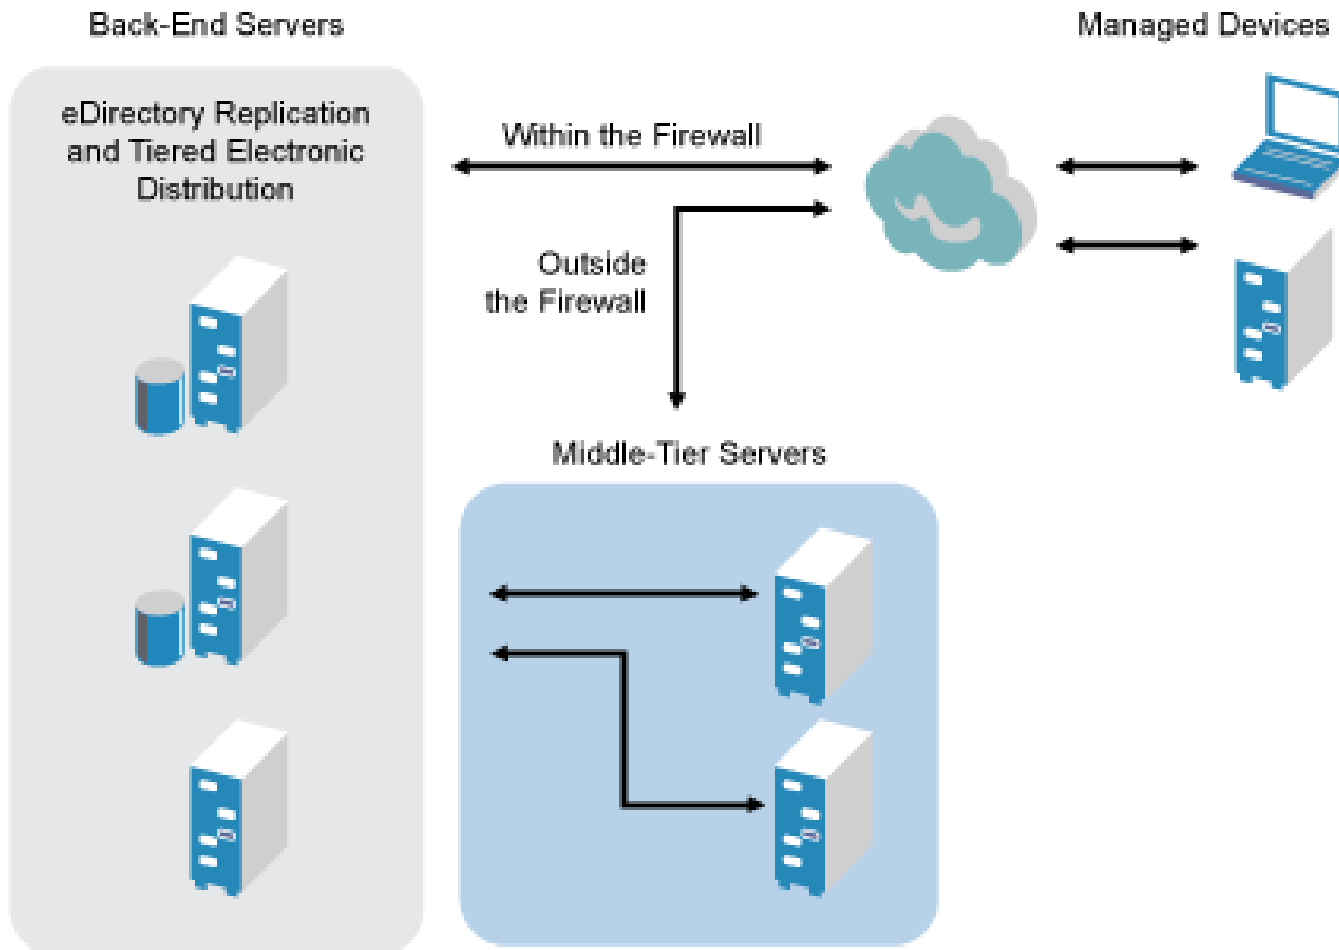 Back-End Servers
Managed Devices
eDirectory Replication
and Tiered Electronic
Distribution
Within the Firewall
Outside
the Firewall
Middle-Tier Servers